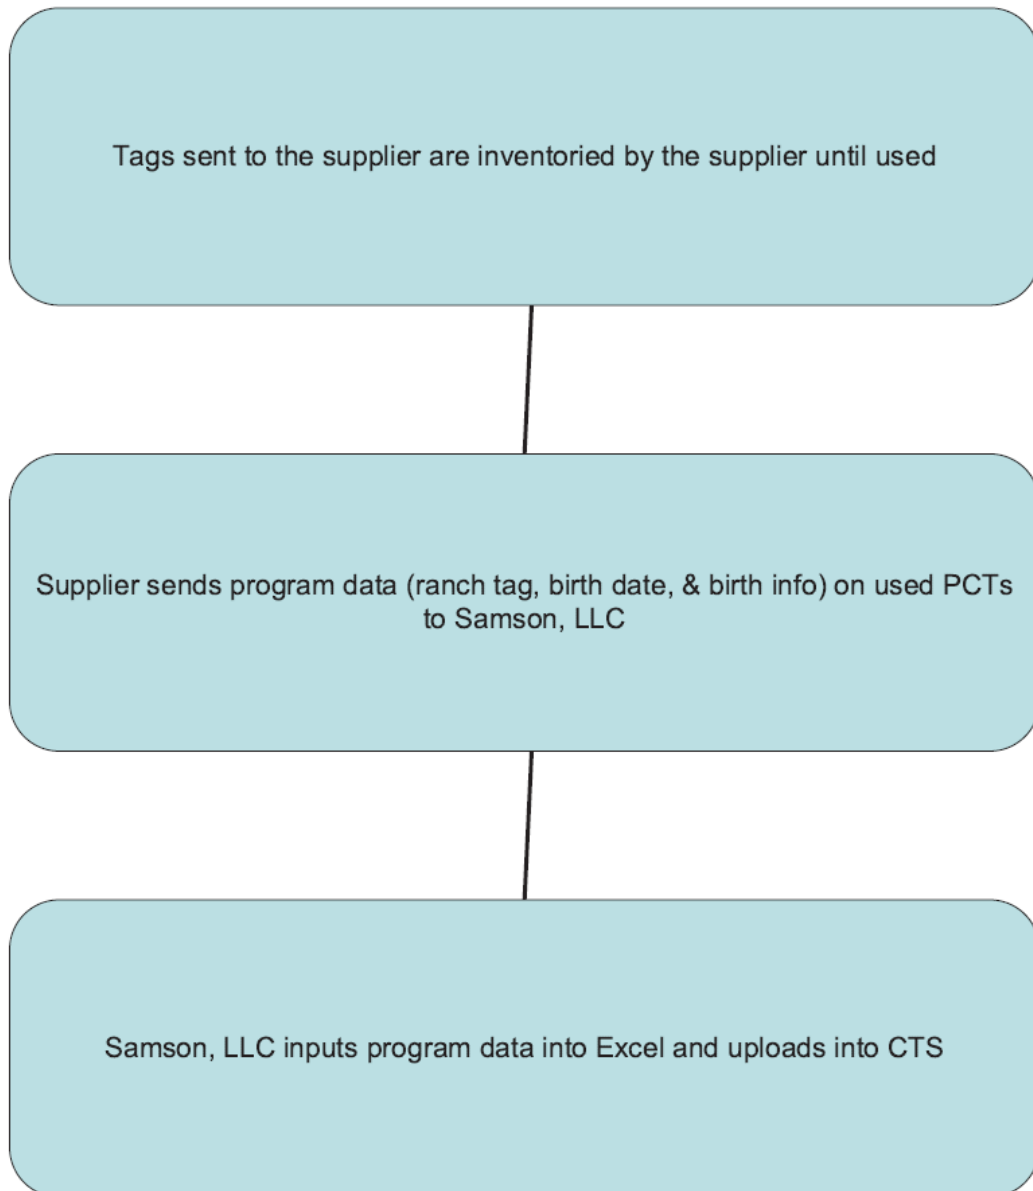 Tags sent to the supplier are inventoried by the supplier until used
Supplier sends program data (ranch tag, birth date, & birth info) on used PCTs
to Samson, LLC
Samson, LLC inputs program data into Excel and uploads into CTS